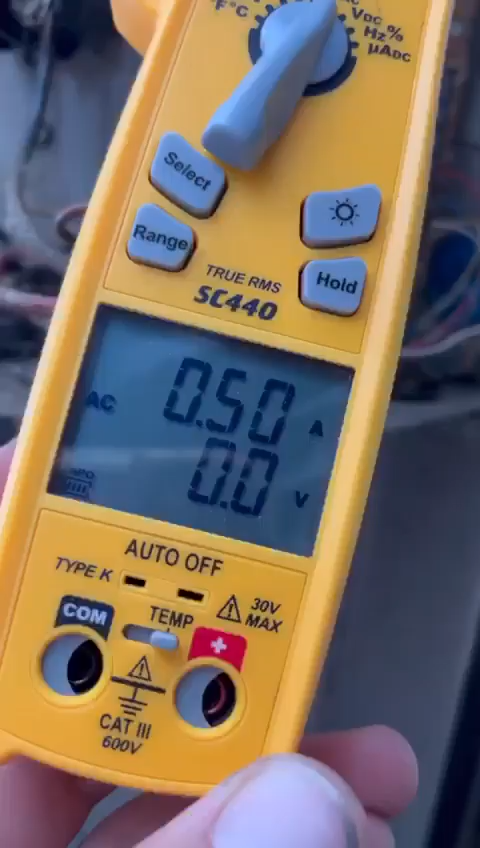 °F°C
VDC %
Hz
µADC
Select
Range
Hold
TRUE RMS
SC440
AC 0.50 A
0.0 V
AUTO OFF
TYPE K
30V
MAX
COM
TEMP
+
CAT III
600V